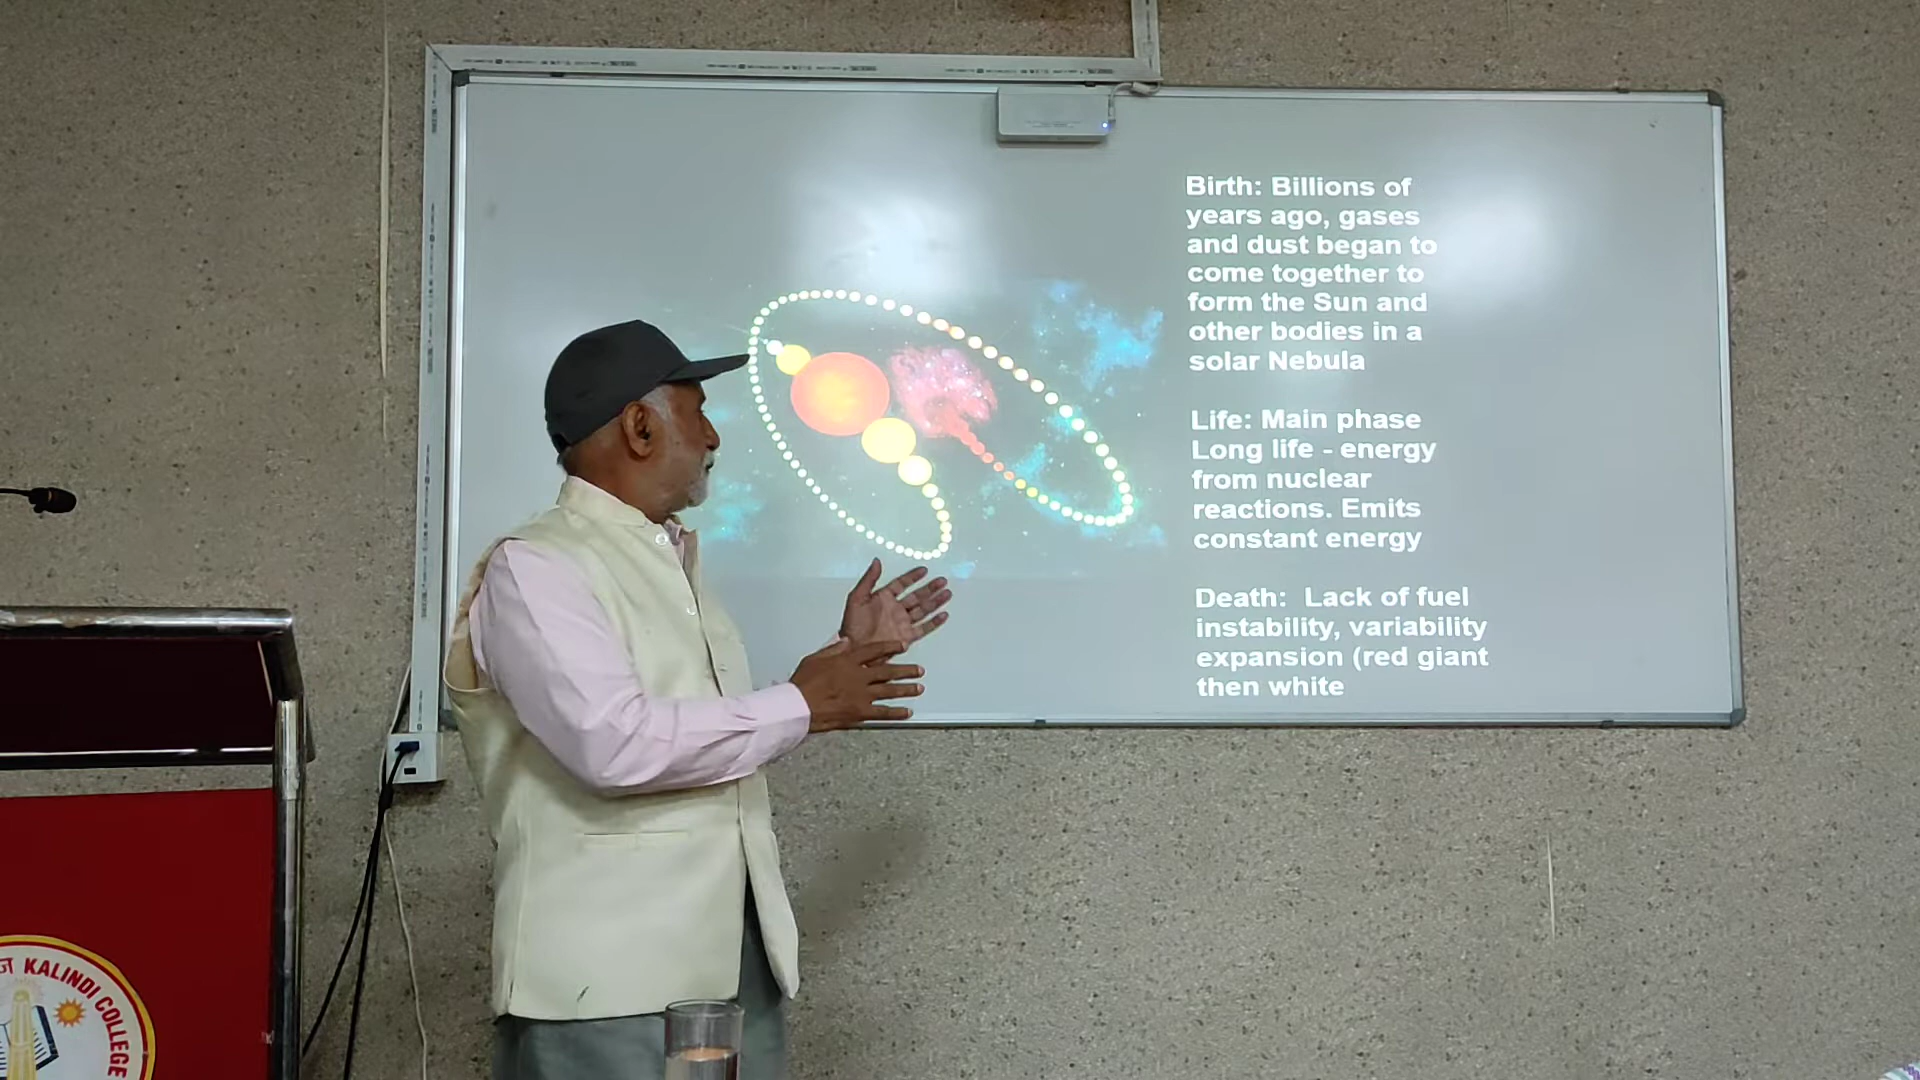 Birth: Billions of
years ago, gases
and dust began to
come together to
form the Sun and
other bodies in a
solar Nebula
Life: Main phase
Long life - energy
from nuclear
reactions. Emits
constant energy
Death: Lack of fuel
instability, variability
expansion (red giant
then white
KALINDI COLLEGE